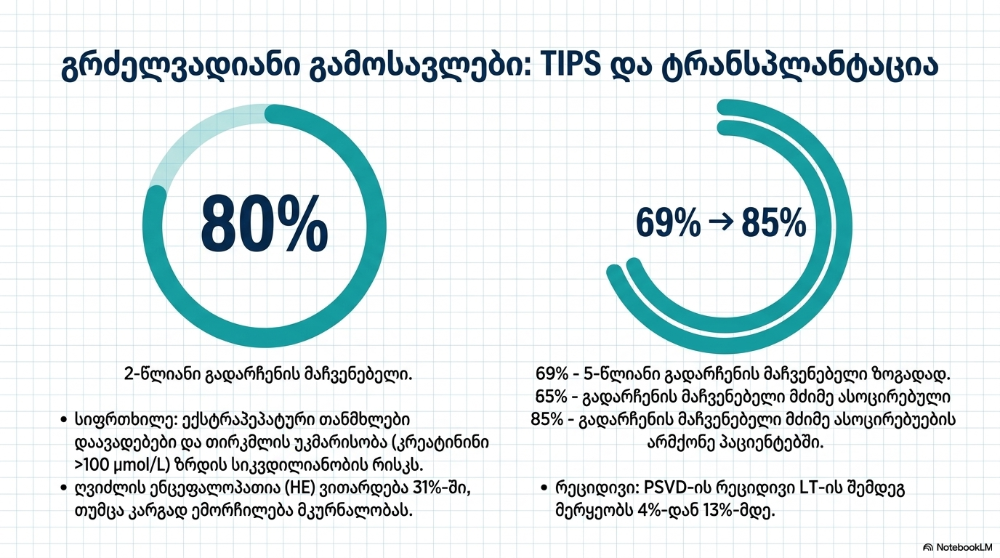 გრძელვადიანი გამოსავლები: TIPS და ტრანსპლანტაცია
80%
2-წლიანი გადარჩენის მაჩვენებელი.
• სიფრთხილე: ექსტრაჰეპატური თანმხლები
დაავადებები და თირკმლის უკმარისობა (კრეატინინი
>100 μmol/L) ზრდის სიკვდილიანობის რისკს.
• ღვიძლის ენცეფალოპათია (HE) ვითარდება 31%-ში,
თუმცა კარგად ემორჩილება მკურნალობას.
69% → 85%
69% - 5-წლიანი გადარჩენის მაჩვენებელი ზოგადად.
65% - გადარჩენის მაჩვენებელი მძიმე ასოცირებული
85% - გადარჩენის მაჩვენებელი მძიმე ასოცირებუების
არმქონე პაციენტებში.
• რეციდივი: PSVD-ის რეციდივი LT-ის შემდეგ
მერყეობს 4%-დან 13%-მდე.
NotebookLM